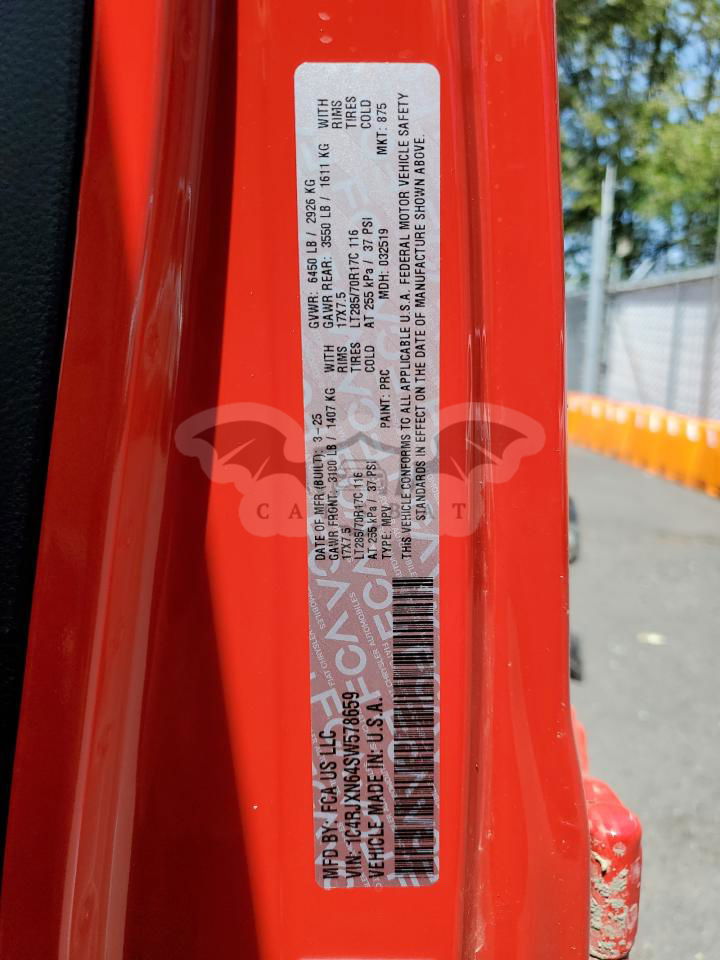 MFD BY: FCA US LLC
VIN: 1C4RJXN64SW578659
VEHICLE MADE IN: U.S.A.
DATE OF MFR (BUILT): 3-25 GVWR: 6450 LB / 2926 KG
GAWR FRONT: 3100 LB / 1407 KG WITH GAWR REAR: 3550 LB / 1611 KG WITH
17X7.5 RIMS 17X7.5 RIMS
LT285/70R17C 116 TIRES LT285/70R17C 116 TIRES
AT 255 kPa / 37 PSI COLD AT 255 kPa / 37 PSI COLD
TYPE: MPV PAINT: PRC MDH: 032519 MKT: 875
THIS VEHICLE CONFORMS TO ALL APPLICABLE U.S.A. FEDERAL MOTOR VEHICLE SAFETY
STANDARDS IN EFFECT ON THE DATE OF MANUFACTURE SHOWN ABOVE.
FCA
FIAT CHRYSLER AUTOMOBILES